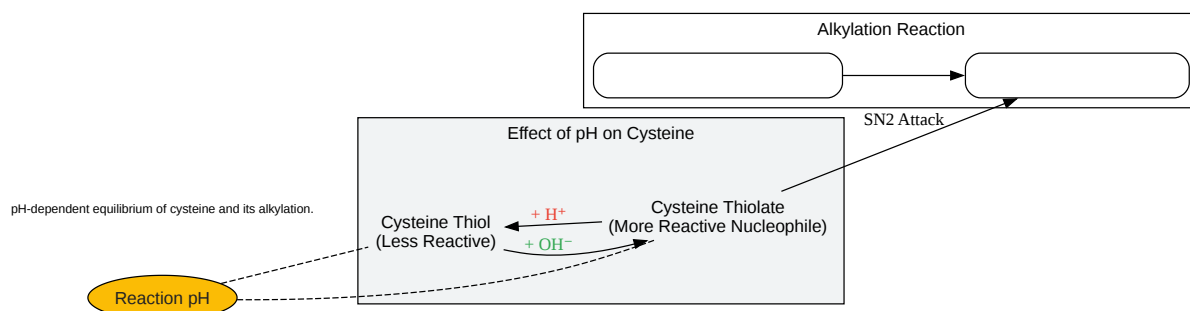 Alkylation Reaction
SN2 Attack
Effect of pH on Cysteine
pH-dependent equilibrium of cysteine and its alkylation.
Cysteine Thiol
(Less Reactive)
+ H⁺
+ OH⁻
Cysteine Thiolate
(More Reactive Nucleophile)
Reaction pH